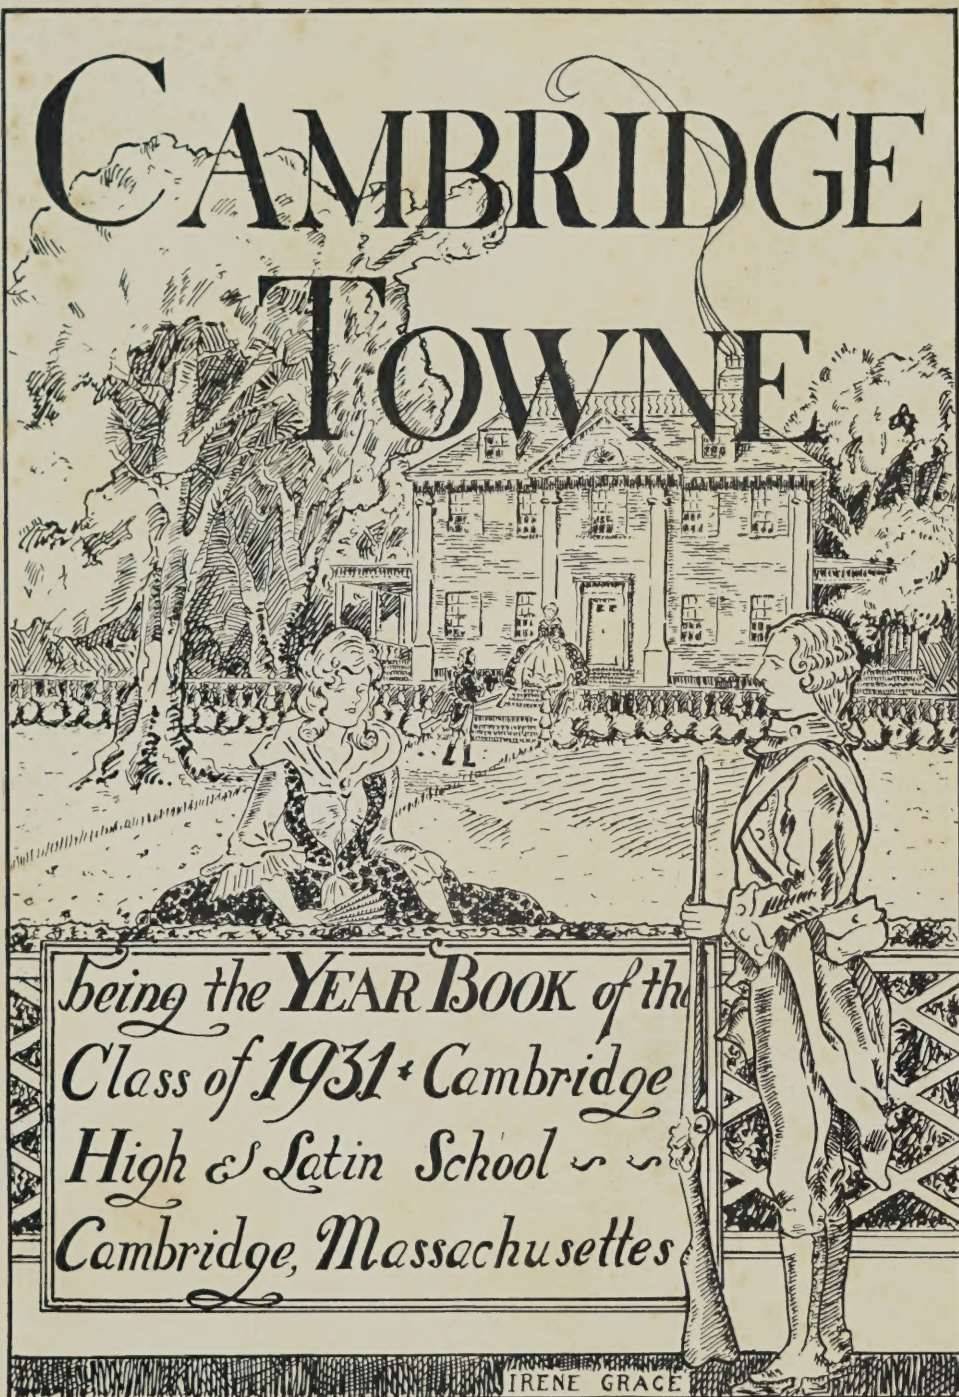 CAMBRIDGE
TOWNE
being the YEAR BOOK of the
Class of 1931 * Cambridge
High & Latin School ~ ~
Cambridge, Massachusettes
IRENE GRACE